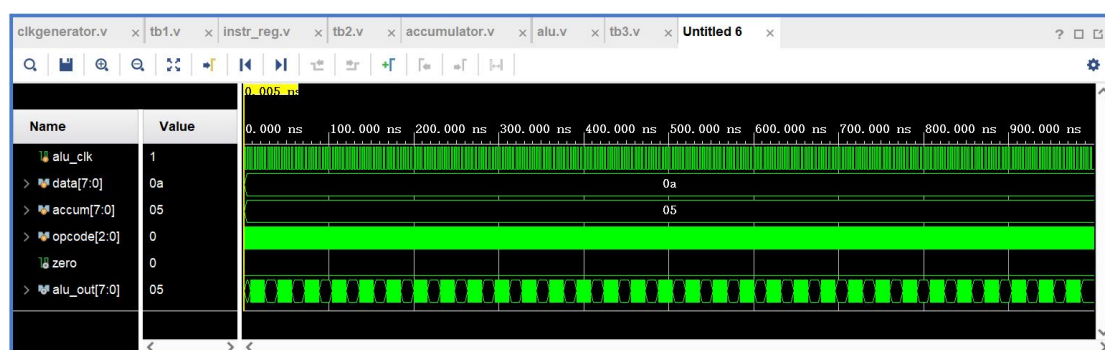 clkgenerator.v × tb1.v × instr_reg.v × tb2.v × accumulator.v × alu.v × tb3.v × Untitled 6 × ?
0.005 ns
Name Value 0.000 ns 100.000 ns 200.000 ns 300.000 ns 400.000 ns 500.000 ns 600.000 ns 700.000 ns 800.000 ns 900.000 ns
alu_clk 1
data[7:0] 0a 0a
accum[7:0] 05 05
opcode[2:0] 0
zero 0
alu_out[7:0] 05